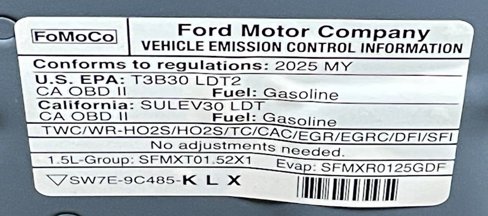 FoMoCo
Ford Motor Company
VEHICLE EMISSION CONTROL INFORMATION
Conforms to regulations: 2025 MY
U.S. EPA: T3B30 LDT2
CA OBD II Fuel: Gasoline
California: SULEV30 LDT
CA OBD II Fuel: Gasoline
TWC/WR-HO2S/HO2S/TC/CAC/EGR/EGRC/DFI/SFI
No adjustments needed.
1.5L-Group: SFMXT01.52X1 Evap: SFMXR0125GDF
SW7E-9C485-KLX